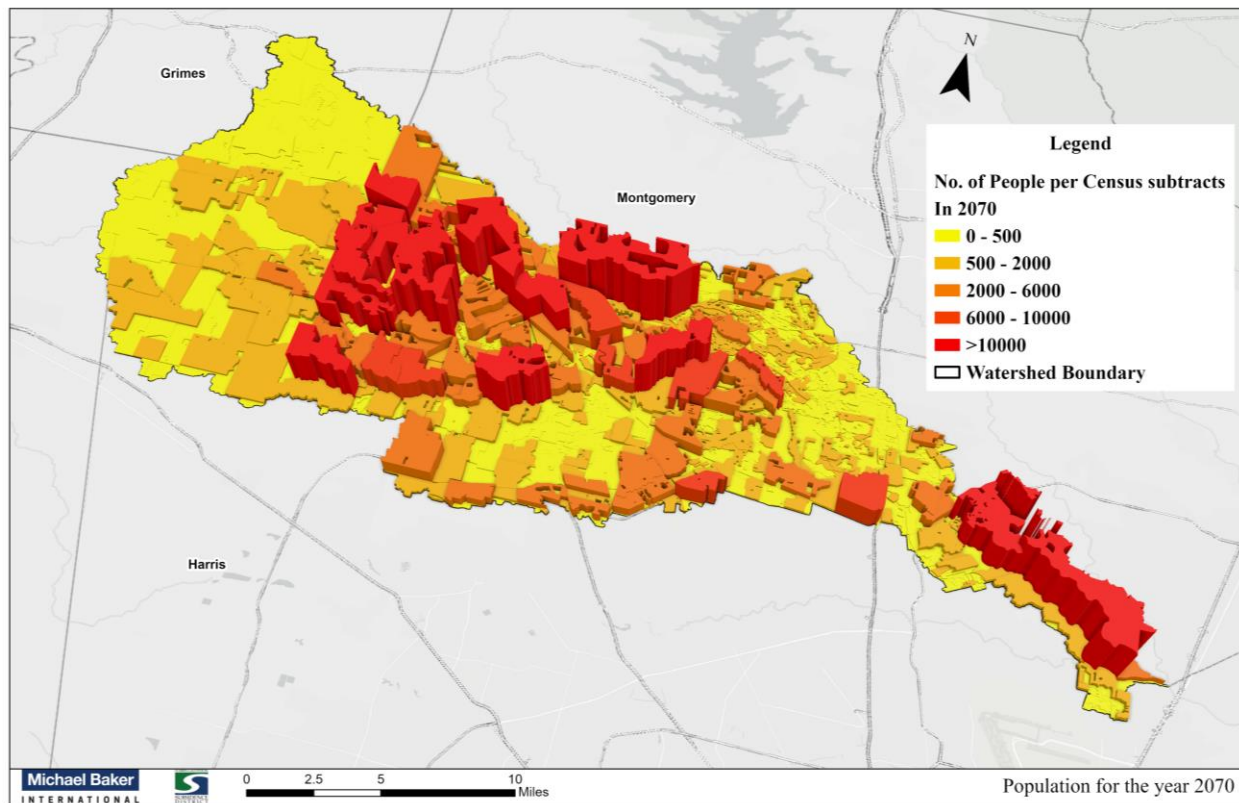 Grimes
N
Montgomery
Legend
No. of People per Census subtracts
In 2070
0 - 500
500 - 2000
2000 - 6000
6000 - 10000
>10000
Watershed Boundary
Harris
Michael Baker
INTERNATIONAL
0 2.5 5 10
Miles
Population for the year 2070